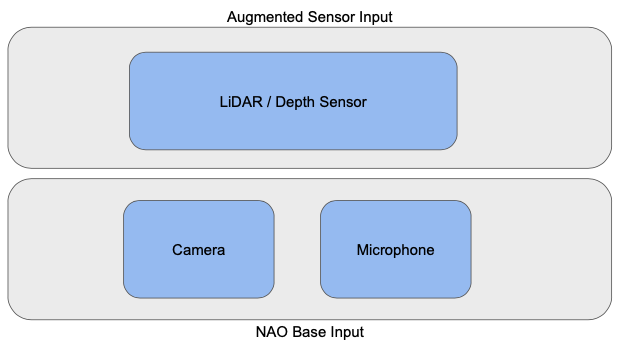 Augmented Sensor Input
LiDAR / Depth Sensor
Camera
Microphone
NAO Base Input